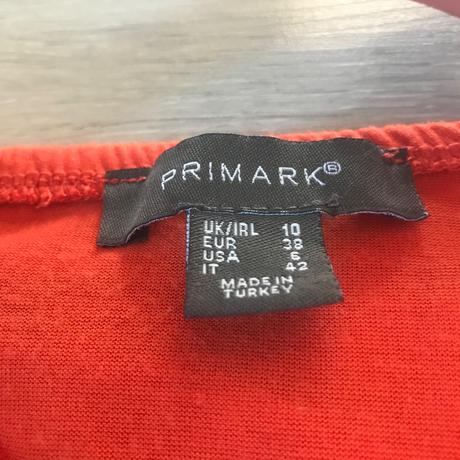 PRIMARK®
UK/IRL 10
EUR 38
USA 6
IT 42
MADE IN
TURKEY